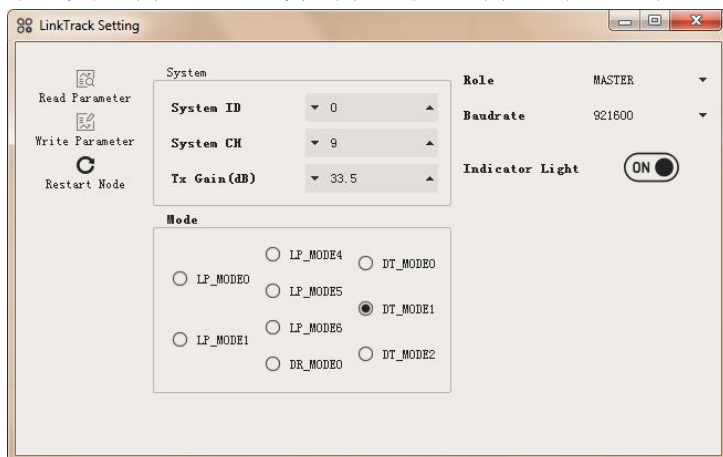 LinkTrack Setting
Read Parameter
Write Parameter
Restart Node
System
System ID
0
System CH
9
Tx Gain(dB)
33.5
Role
MASTER
Baudrate
921600
Indicator Light
ON
Mode
LP_MODE0
LP_MODE1
LP_MODE4
LP_MODE5
LP_MODE6
DR_MODE0
DT_MODE0
DT_MODE1
DT_MODE2